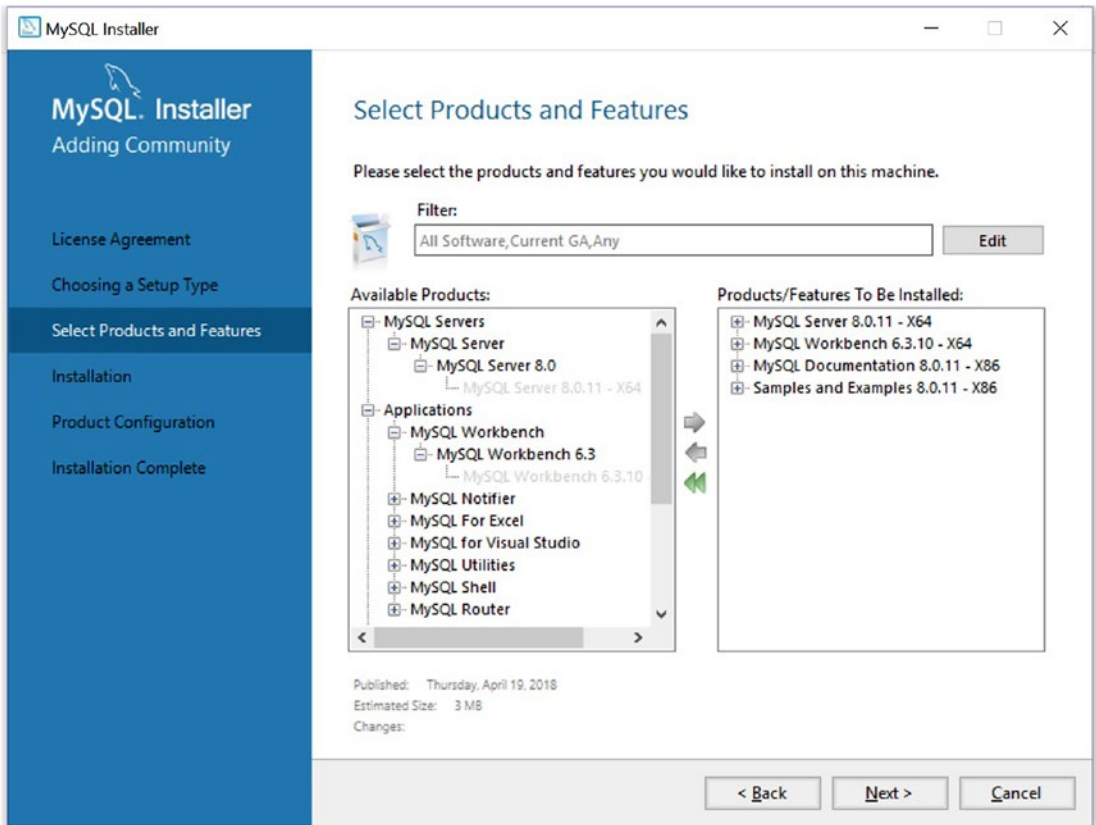 MySQL Installer
MySQL. Installer
Adding Community
License Agreement
Choosing a Setup Type
Select Products and Features
Installation
Product Configuration
Installation Complete
Select Products and Features
Please select the products and features you would like to install on this machine.
Filter:
All Software,Current GA,Any
Edit
Available Products:
MySQL Servers
MySQL Server
MySQL Server 8.0
MySQL Server 8.0.11 - X64
Applications
MySQL Workbench
MySQL Workbench 6.3
MySQL Workbench 6.3.10
MySQL Notifier
MySQL For Excel
MySQL for Visual Studio
MySQL Utilities
MySQL Shell
MySQL Router
Products/Features To Be Installed:
MySQL Server 8.0.11 - X64
MySQL Workbench 6.3.10 - X64
MySQL Documentation 8.0.11 - X86
Samples and Examples 8.0.11 - X86
Published: Thursday, April 19, 2018
Estimated Size: 3 MB
Changes:
< Back
Next >
Cancel